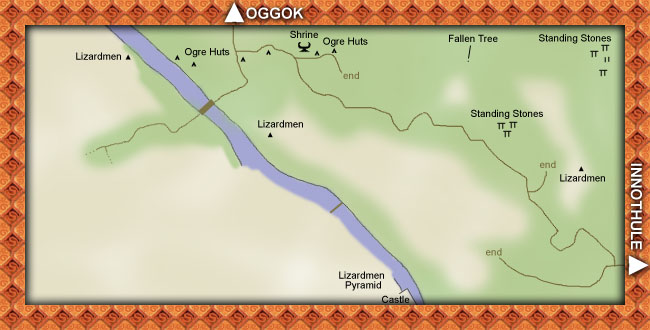 OGGOK
Shrine
Ogre Huts
Fallen Tree
Standing Stones
Lizardmen
Ogre Huts
end
Standing Stones
Lizardmen
end
Lizardmen
INNOTHULE
end
Lizardmen
Pyramid
Castle